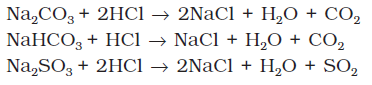 Na₂CO₃ + 2HCl → 2NaCl + H₂O + CO₂
NaHCO₃ + HCl → NaCl + H₂O + CO₂
Na₂SO₃ + 2HCl → 2NaCl + H₂O + SO₂